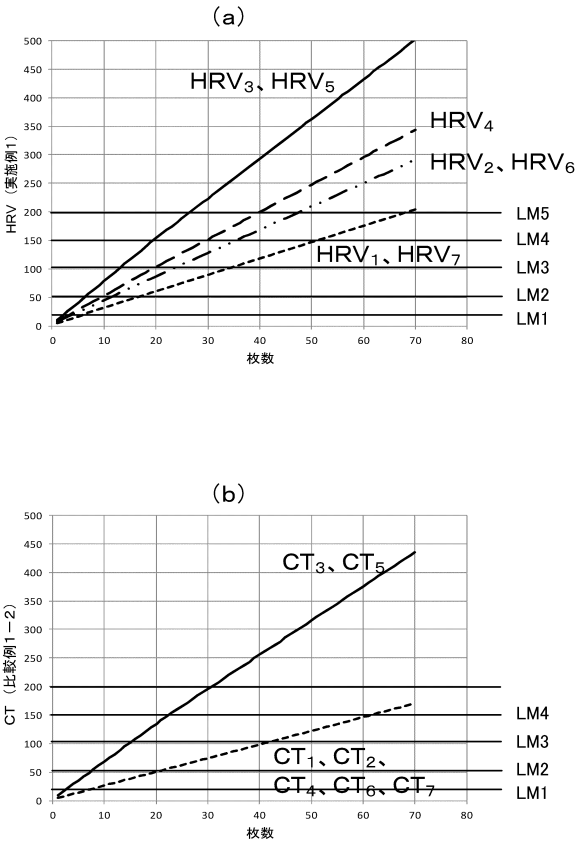 (a)
500
HRV₃、HRV₅
450
400
350
HRV₄
300
HRV₂、HRV₆
250
200
LM5
150
LM4
HRV₁、HRV₇
100
LM3
50
LM2
0
LM1
HRV (実施例1)
0 10 20 30 40 50 60 70 80
枚数
(b)
500
450
CT₃、CT₅
400
350
300
250
200
150
LM4
100
LM3
CT₁、CT₂、
50
LM2
CT₄、CT₆、CT₇
0
LM1
CT (比較例1-2)
0 10 20 30 40 50 60 70 80
枚数